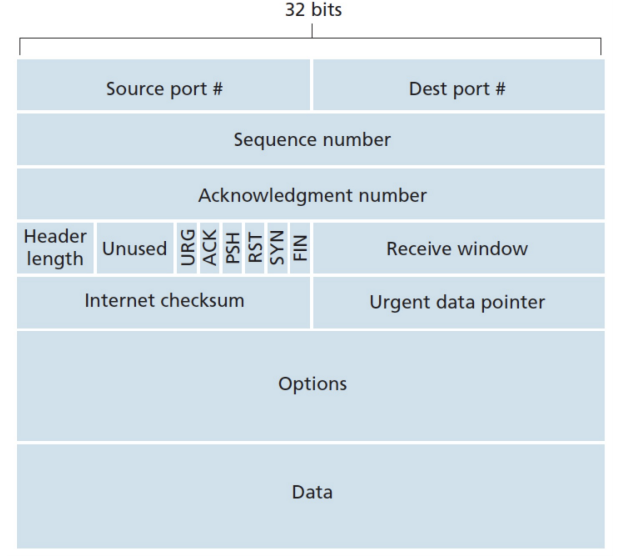 32 bits
Source port #
Dest port #
Sequence number
Acknowledgment number
Header
length
Unused
URG
ACK
PSH
RST
SYN
FIN
Receive window
Internet checksum
Urgent data pointer
Options
Data